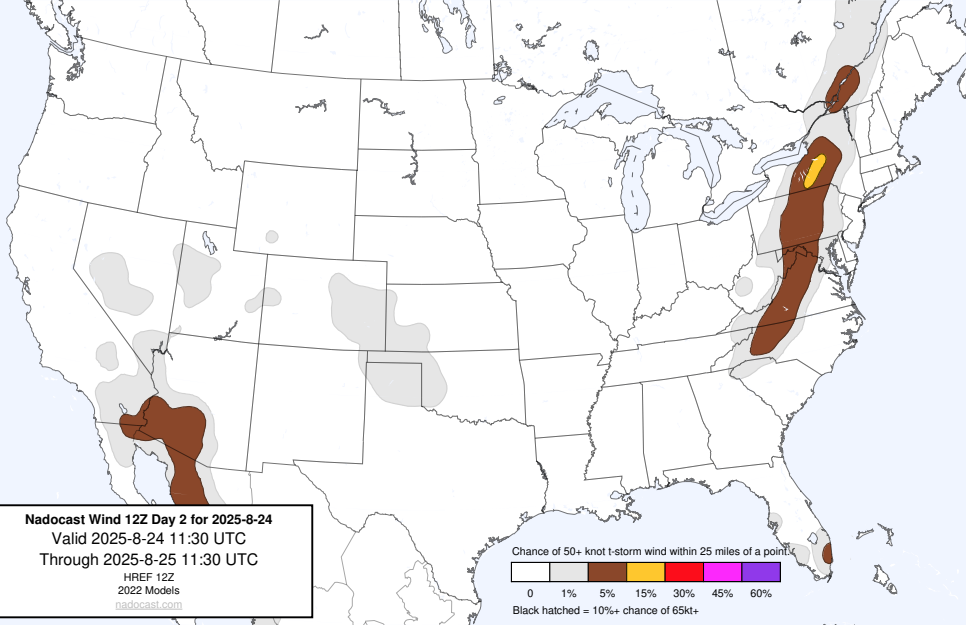 Nadocast Wind 12Z Day 2 for 2025-8-24
Valid 2025-8-24 11:30 UTC
Through 2025-8-25 11:30 UTC
HREF 12Z
2022 Models
nadocast.com
Chance of 50+ knot t-storm wind within 25 miles of a point.
0 1% 5% 15% 30% 45% 60%
Black hatched = 10%+ chance of 65kt+